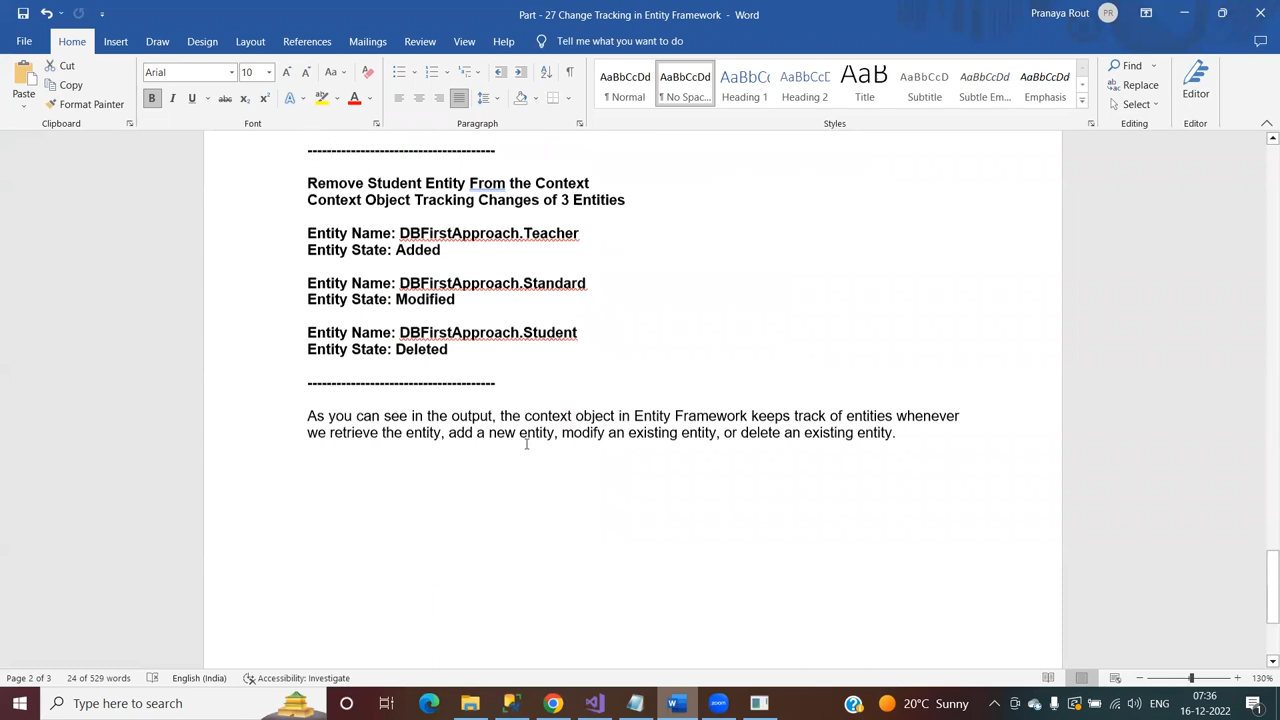 Part - 27 Change Tracking in Entity Framework - Word
Pranaya Rout PR
File Home Insert Draw Design Layout References Mailings Review View Help Tell me what you want to do
Paste Cut Copy Format Painter
Clipboard
Arial 10
Font
Paragraph
AaBbCcDd ¶ Normal
AaBbCcDd ¶ No Spac...
AaBbCc Heading 1
AaBbCcD Heading 2
AaB Title
AaBbCcD Subtitle
AaBbCcDd Subtle Em...
AaBbCcDd Emphasis
Styles
Find Replace Select
Editing
Editor
Editor
---------------------------------------
Remove Student Entity From the Context
Context Object Tracking Changes of 3 Entities
Entity Name: DBFirstApproach.Teacher
Entity State: Added
Entity Name: DBFirstApproach.Standard
Entity State: Modified
Entity Name: DBFirstApproach.Student
Entity State: Deleted
---------------------------------------
As you can see in the output, the context object in Entity Framework keeps track of entities whenever
we retrieve the entity, add a new entity, modify an existing entity, or delete an existing entity.
Page 2 of 3 24 of 529 words English (India) Accessibility: Investigate 130%
Type here to search
zoom
20°C Sunny
ENG
07:36
16-12-2022